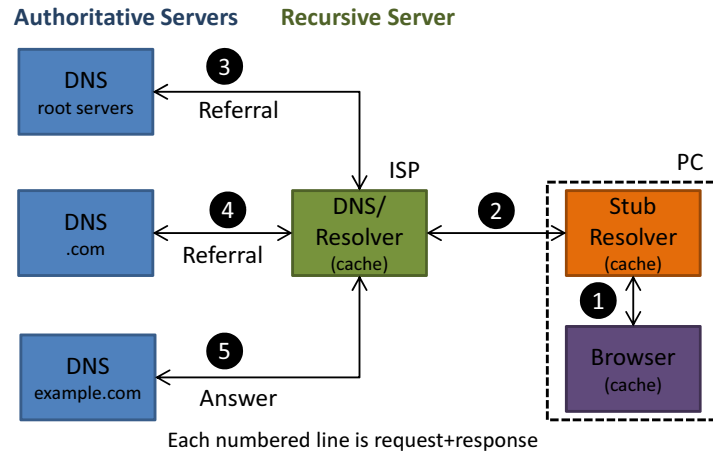 Authoritative Servers
Recursive Server
DNS
root servers
3
Referral
ISP
PC
DNS
.com
4
Referral
DNS/
Resolver
(cache)
2
Stub
Resolver
(cache)
1
DNS
example.com
5
Answer
Browser
(cache)
Each numbered line is request+response